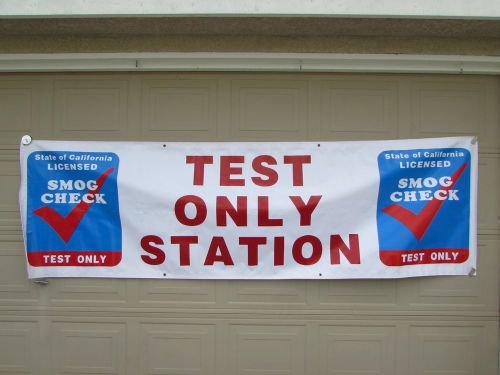 State of California
LICENSED
SMOG
CHECK
TEST ONLY
TEST
ONLY
STATION
State of California
LICENSED
SMOG
CHECK
TEST ONLY